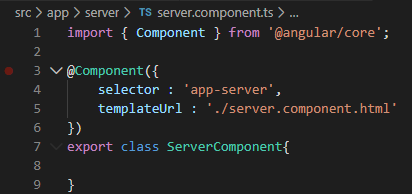 src > app > server > TS server.component.ts > ...
1 import { Component } from '@angular/core';
2
3 @Component({
4 selector : 'app-server',
5 templateUrl : './server.component.html'
6 })
7 export class ServerComponent{
8
9 }